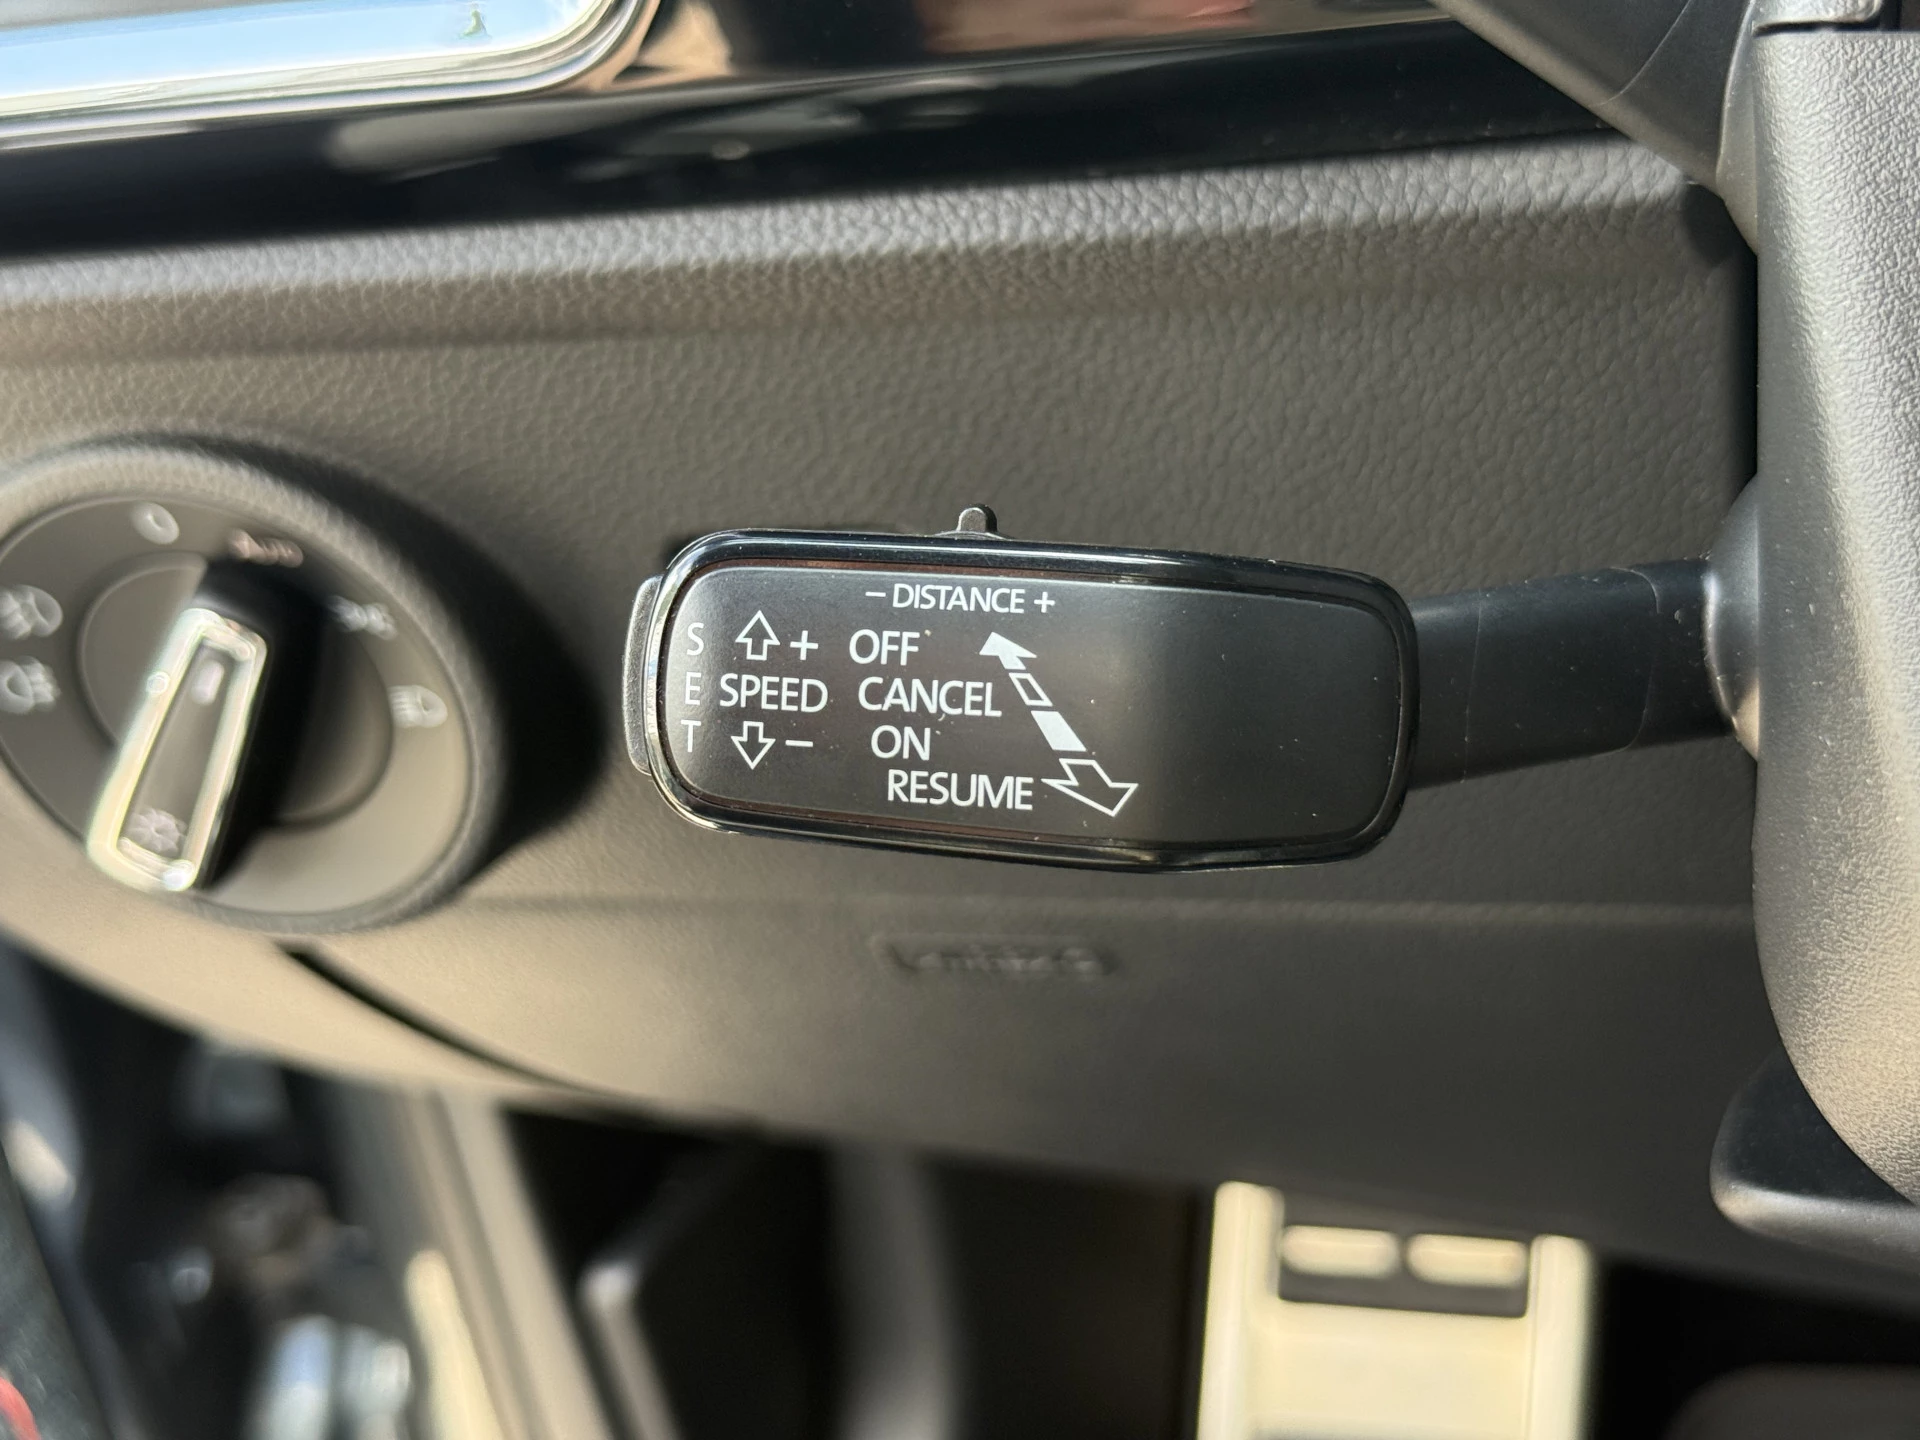 – DISTANCE +
S + OFF
E SPEED CANCEL
T – ON
RESUME